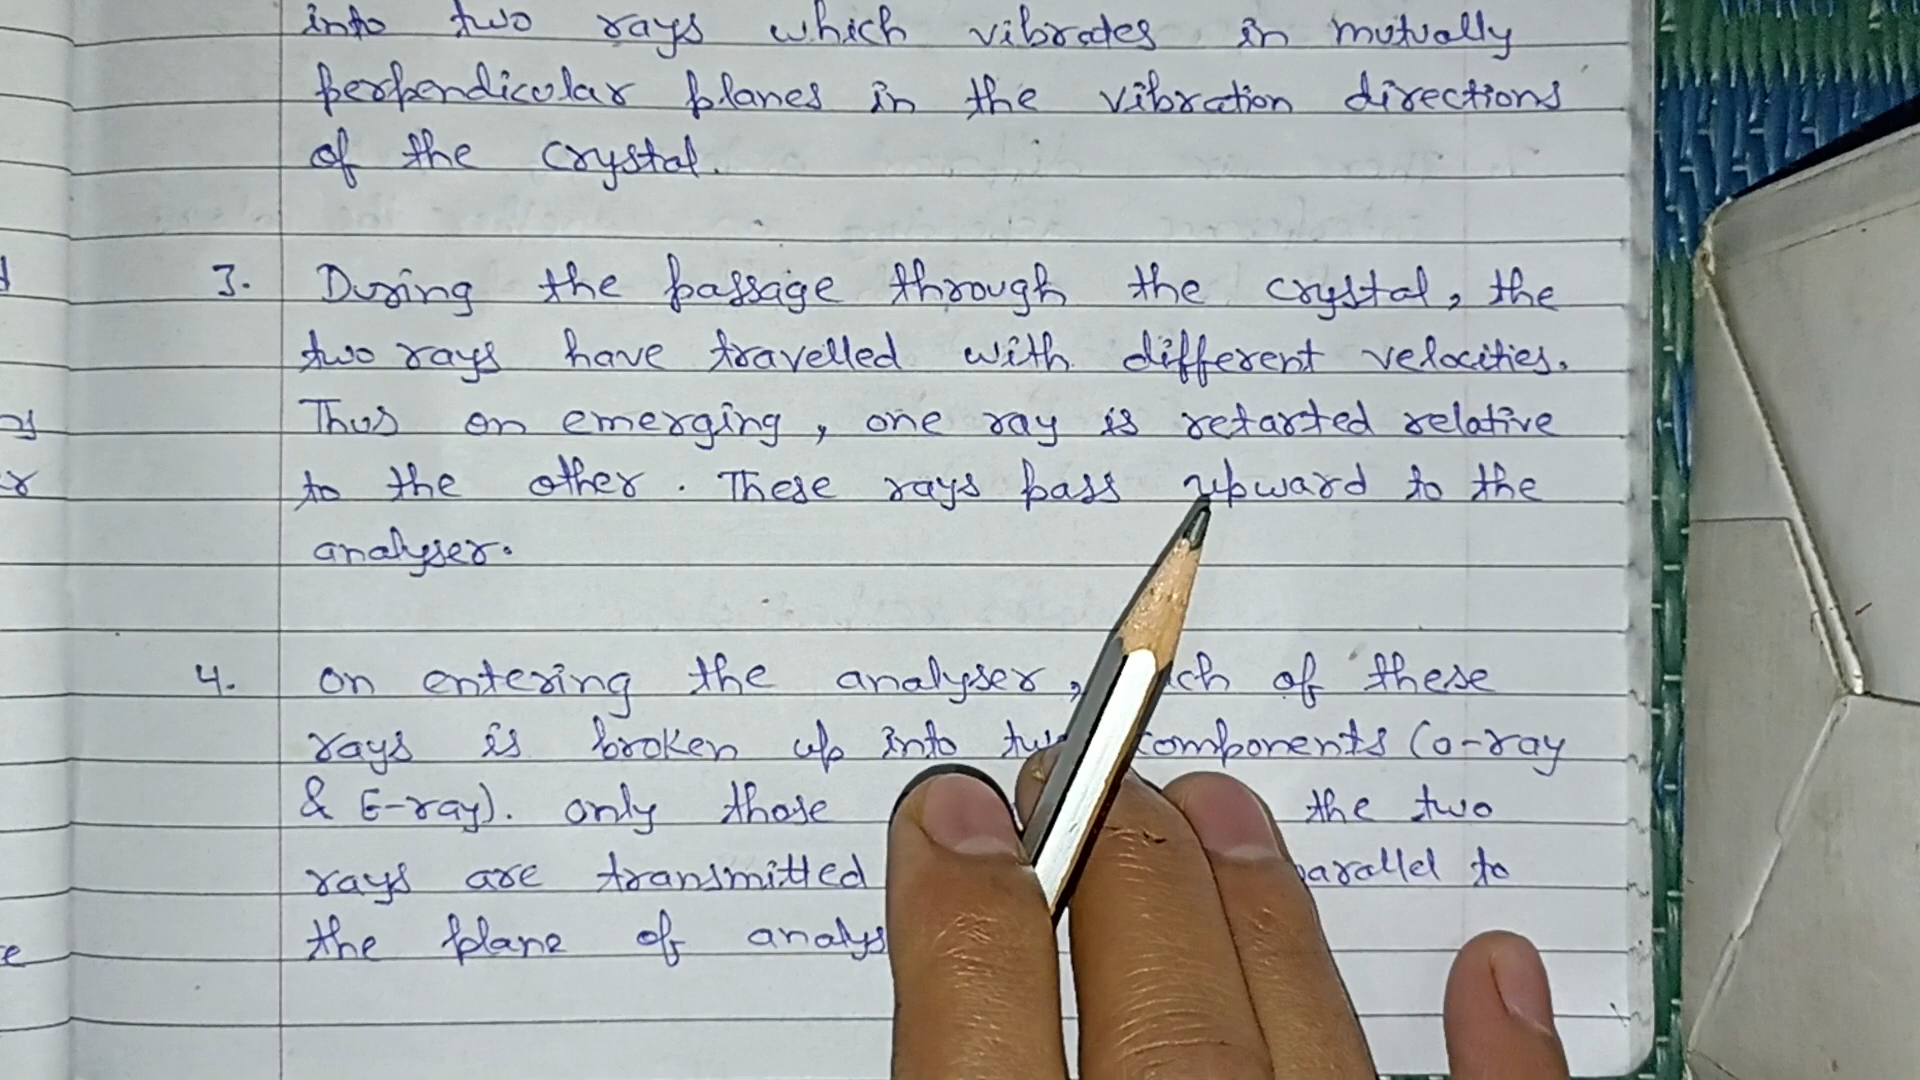 into two rays which vibrates in mutually
perpendicular planes in the vibration directions
of the crystal.
3. During the passage through the crystal, the
two rays have travelled with different velocities.
Thus on emerging, one ray is retarted relative
to the other. These rays pass upward to the
analyser.
4. On entering the analyser, of these
rays is broken up into components (O-ray
& E-ray). only those the two
rays are transmitted parallel to
the plane of